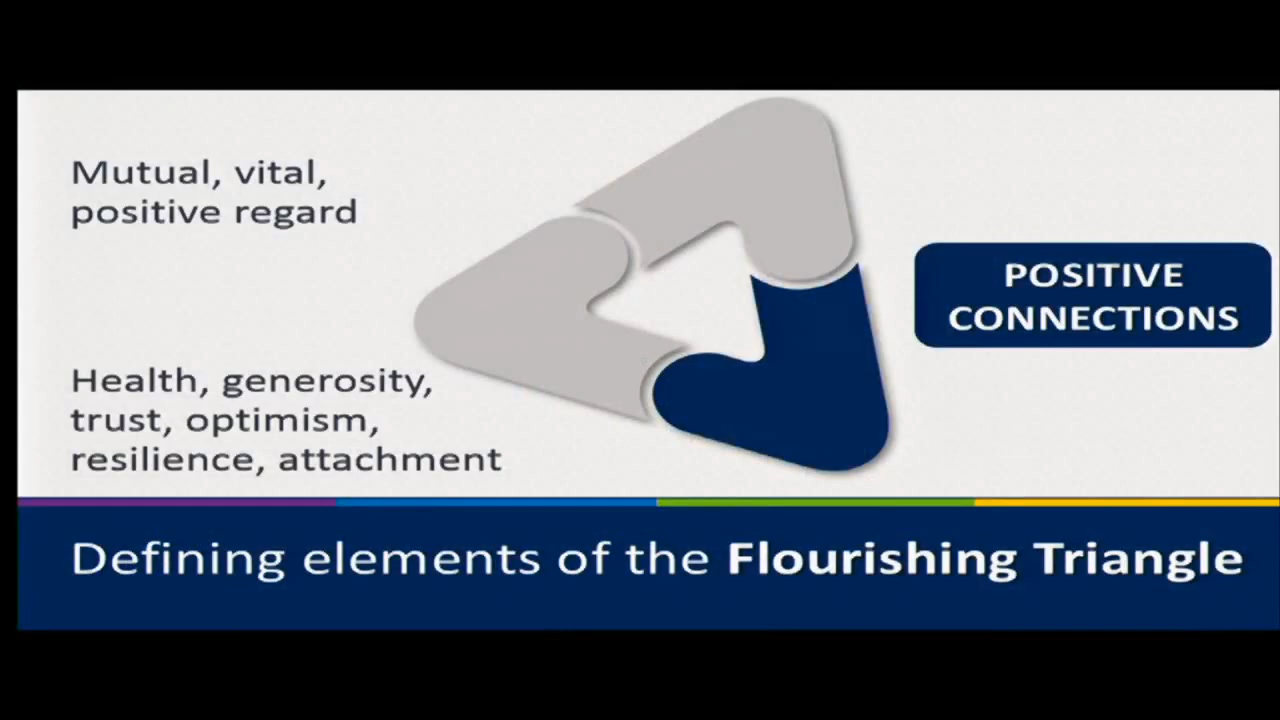 Mutual, vital,
positive regard
POSITIVE
CONNECTIONS
Health, generosity,
trust, optimism,
resilience, attachment
Defining elements of the Flourishing Triangle